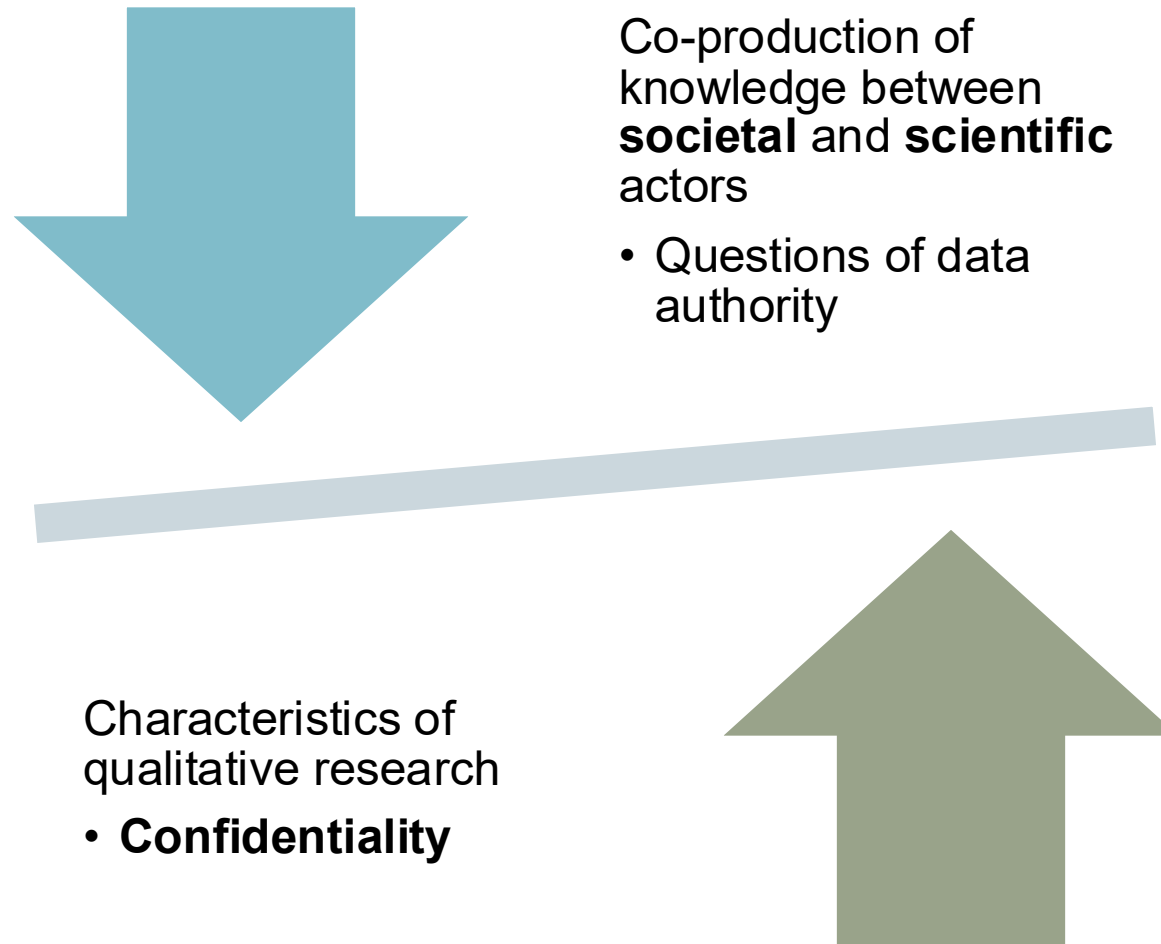 Co-production of
knowledge between
societal and scientific
actors
• Questions of data
authority
Characteristics of
qualitative research
• Confidentiality